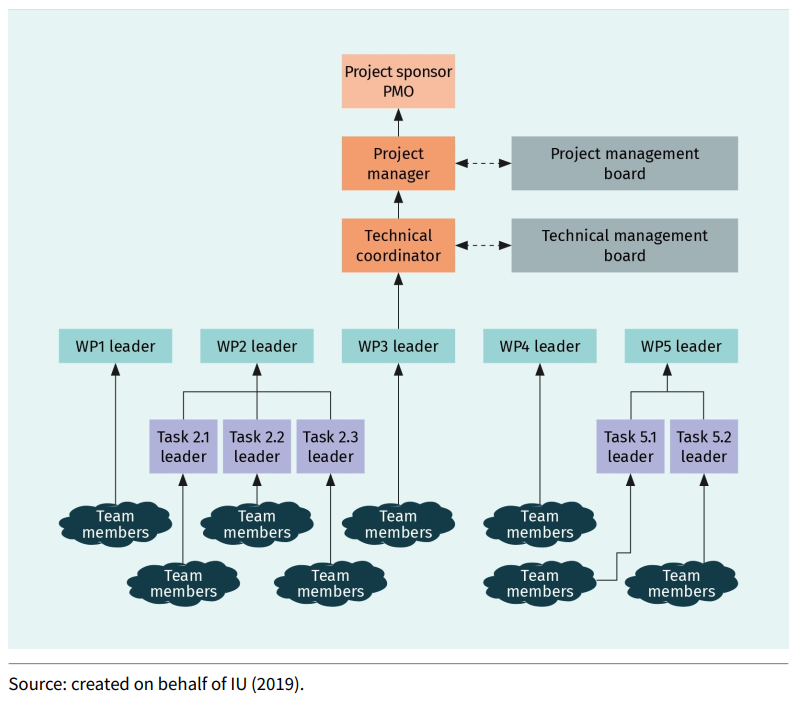 Project sponsor
PMO
Project
manager
Project management
board
Technical
coordinator
Technical management
board
WP1 leader
WP2 leader
WP3 leader
WP4 leader
WP5 leader
Task 2.1
leader
Task 2.2
leader
Task 2.3
leader
Task 5.1
leader
Task 5.2
leader
Team
members
Team
members
Team
members
Team
members
Team
members
Team
members
Team
members
Team
members
Source: created on behalf of IU (2019).